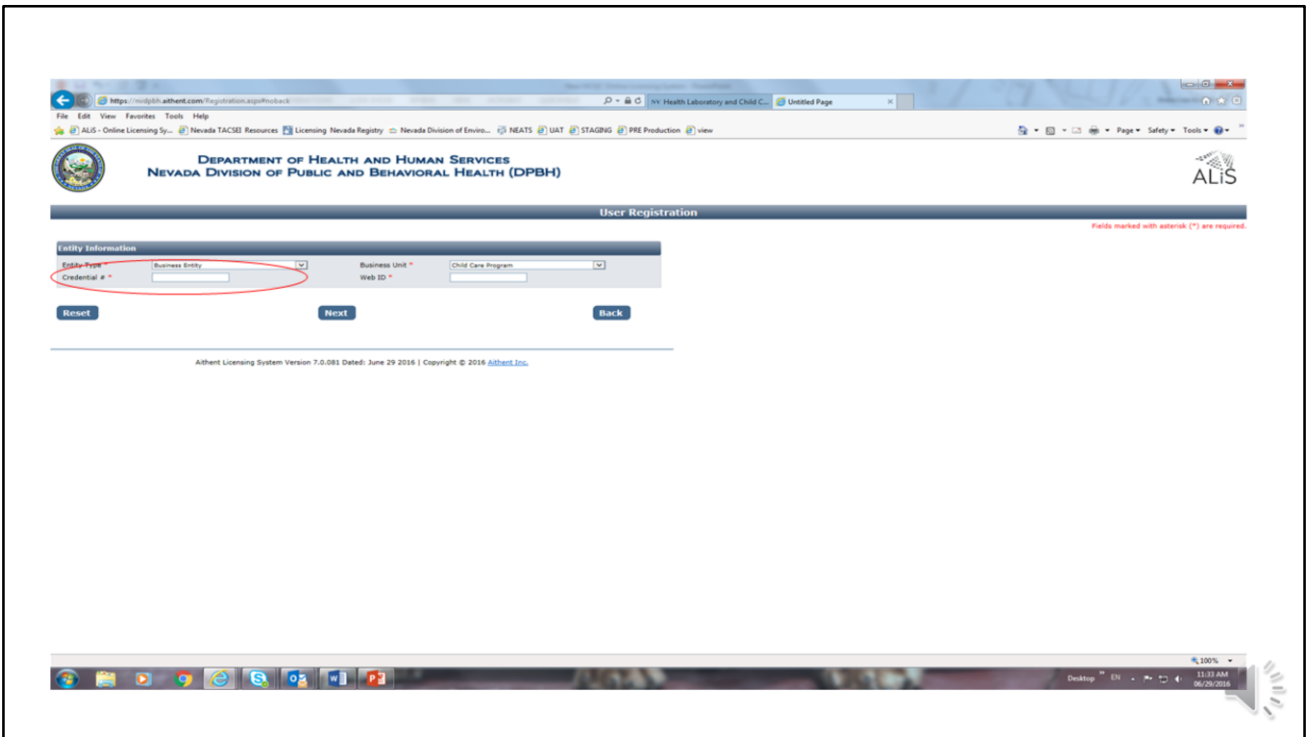 https://nvdpbh.aithent.com/Registration.aspx#noback
NV Health Laboratory and Child C...
Untitled Page
File Edit View Favorites Tools Help
ALiS - Online Licensing Sy... Nevada TACSEI Resources Licensing Nevada Registry Nevada Division of Enviro... NEATS UAT STAGING PRE Production view
Page Safety Tools
DEPARTMENT OF HEALTH AND HUMAN SERVICES
NEVADA DIVISION OF PUBLIC AND BEHAVIORAL HEALTH (DPBH)
ALiS
User Registration
Fields marked with asterisk (*) are required.
Entity Information
Entity Type * Business Entity Business Unit * Child Care Program
Credential # * Web ID *
Reset Next Back
Aithent Licensing System Version 7.0.081 Dated: June 29 2016 | Copyright © 2016 Aithent Inc.
100%
Desktop EN 11:33 AM
06/29/2016